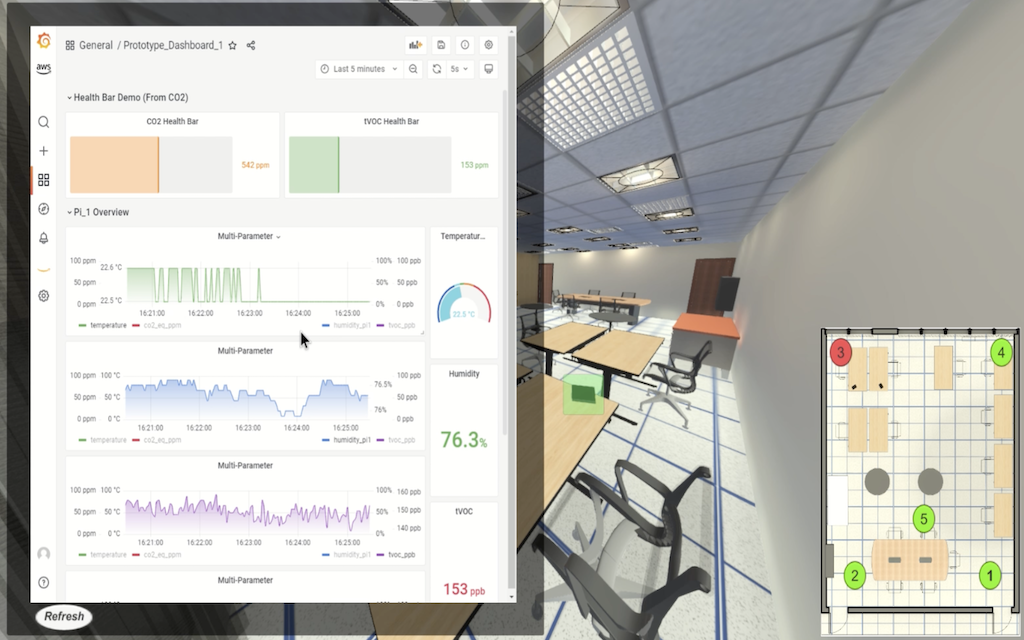 General / Prototype_Dashboard_1
aws
Last 5 minutes
5s
Health Bar Demo (From CO2)
CO2 Health Bar
542 ppm
tVOC Health Bar
153 ppm
Pi_1 Overview
Multi-Parameter
100 ppm
50 ppm
0 ppm
22.6 °C
22.5 °C
100%
50%
0%
100 ppb
50 ppb
0 ppb
16:21:00 16:22:00 16:23:00 16:24:00 16:25:00
temperature co2_eq_ppm humidity_pi1 tvoc_ppb
Temperatur...
22.5 °C
Multi-Parameter
100 ppm
50 ppm
0 ppm
100 °C
50 °C
0 °C
76.5%
76%
100 ppb
50 ppb
0 ppb
16:21:00 16:22:00 16:23:00 16:24:00 16:25:00
temperature co2_eq_ppm humidity_pi1 tvoc_ppb
Humidity
76.3%
Multi-Parameter
100 ppm
50 ppm
0 ppm
100 °C
50 °C
0 °C
100%
50%
0%
160 ppb
150 ppb
140 ppb
16:21:00 16:22:00 16:23:00 16:24:00 16:25:00
temperature co2_eq_ppm humidity_pi1 tvoc_ppb
tVOC
153 ppb
Multi-Parameter
Refresh
3
4
5
2
1